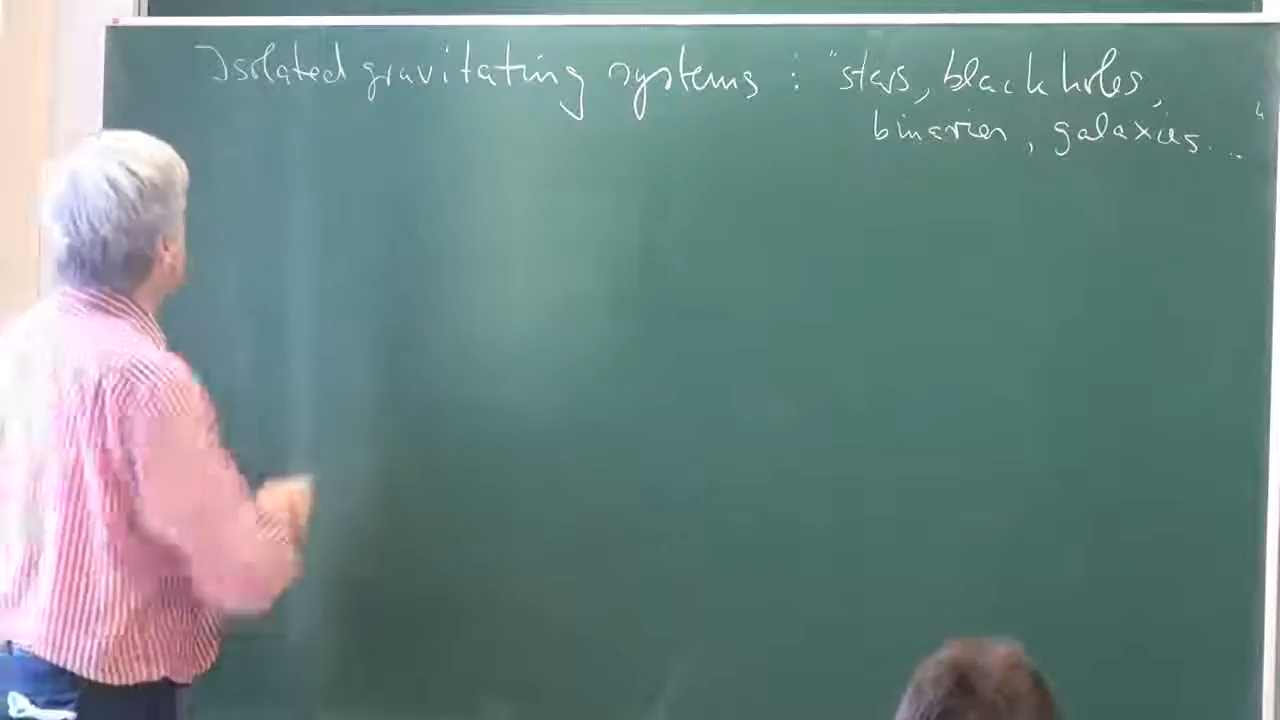 Isolated gravitating systems : "stars, black holes,
binaries, galaxies ... "